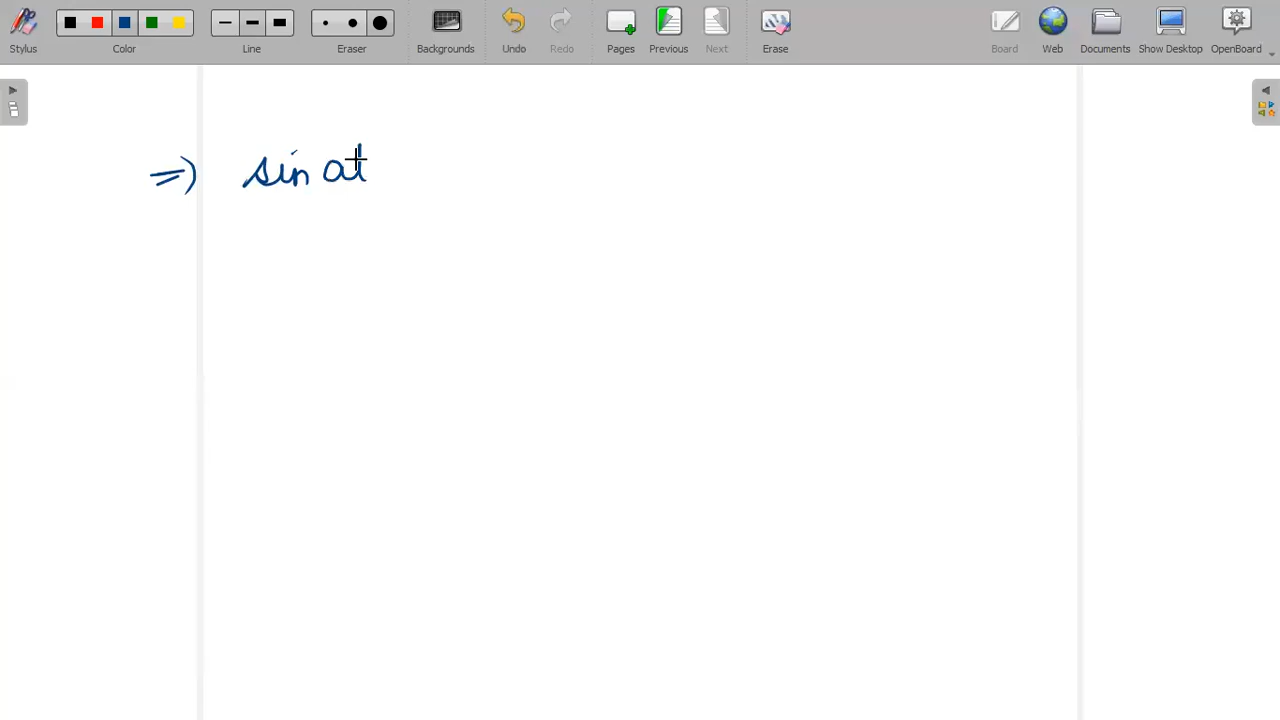 Stylus Color Line Eraser Backgrounds Undo Redo Pages Previous Next Erase Board Web Documents Show Desktop OpenBoard
⇒) sin at